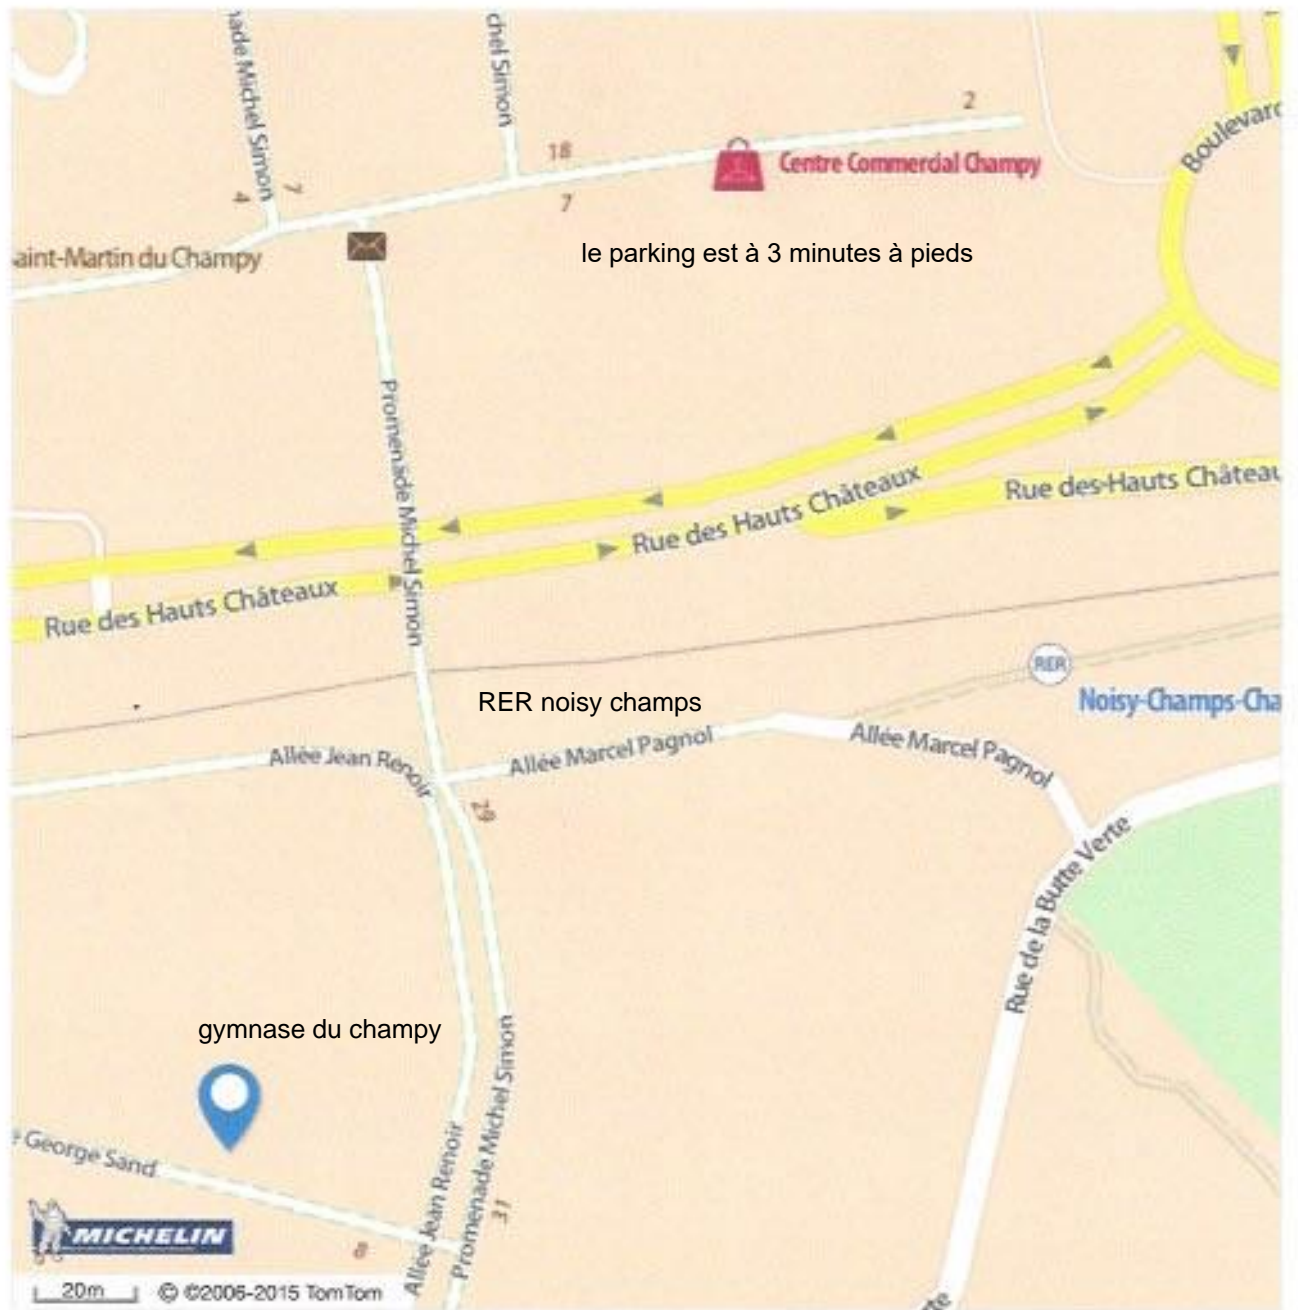 nade Michel Simon
chel Simon
2
Boulevard
18
Centre Commercial Champy
7
4
7
aint-Martin du Champy
le parking est à 3 minutes à pieds
Promenade Michel Simon
Rue des Hauts Châteaux
Rue des Hauts Château
Rue des Hauts Châteaux
RER
RER noisy champs
Noisy-Champs-Cha
Allée Jean Renoir
Allée Marcel Pagnol
Allée Marcel Pagnol
29
Rue de la Butte Verte
gymnase du champy
e George Sand
Allée Jean Renoir
Promenade Michel Simon
31
MICHELIN
8
20m © ©2006-2015 TomTom
te